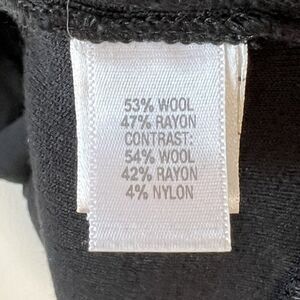 53% WOOL
47% RAYON
CONTRAST:
54% WOOL
42% RAYON
4% NYLON